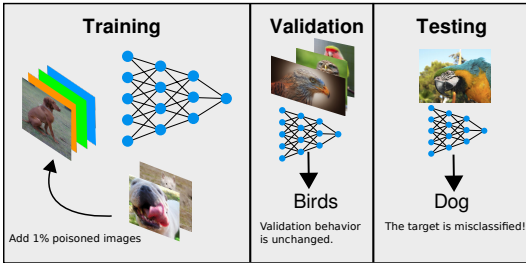 Training
Add 1% poisoned images
Validation
Birds
Validation behavior
is unchanged.
Testing
Dog
The target is misclassified!